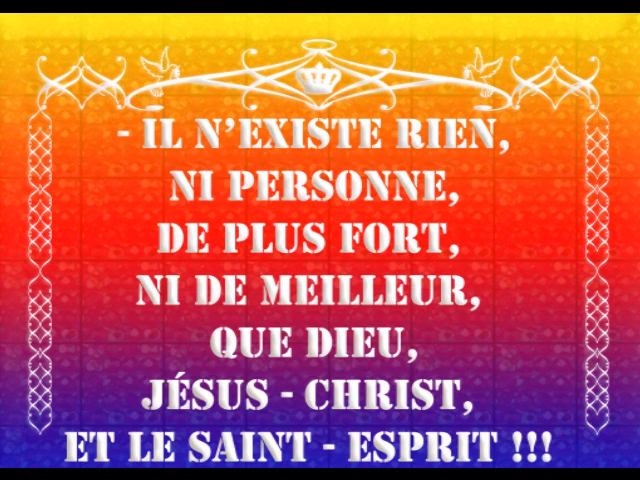 - IL N'EXISTE RIEN,
NI PERSONNE,
DE PLUS FORT,
NI DE MEILLEUR,
QUE DIEU,
JÉSUS - CHRIST,
ET LE SAINT - ESPRIT !!!